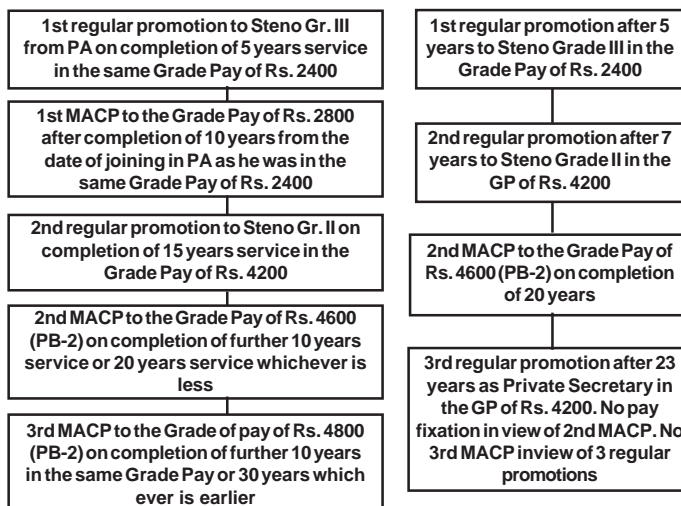 1st regular promotion to Steno Gr. III
from PA on completion of 5 years service
in the same Grade Pay of Rs. 2400
1st MACP to the Grade Pay of Rs. 2800
after completion of 10 years from the
date of joining in PA as he was in the
same Grade Pay of Rs. 2400
2nd regular promotion to Steno Gr. II on
completion of 15 years service in the
Grade Pay of Rs. 4200
2nd MACP to the Grade Pay of Rs. 4600
(PB-2) on completion of further 10 years
service or 20 years service whichever is
less
3rd MACP to the Grade of pay of Rs. 4800
(PB-2) on completion of further 10 years
in the same Grade Pay or 30 years which
ever is earlier
1st regular promotion after 5
years to Steno Grade III in the
Grade Pay of Rs. 2400
2nd regular promotion after 7
years to Steno Grade II in the
GP of Rs. 4200
2nd MACP to the Grade Pay of
Rs. 4600 (PB-2) on completion
of 20 years
3rd regular promotion after 23
years as Private Secretary in
the GP of Rs. 4200. No pay
fixation in view of 2nd MACP. No
3rd MACP inview of 3 regular
promotions